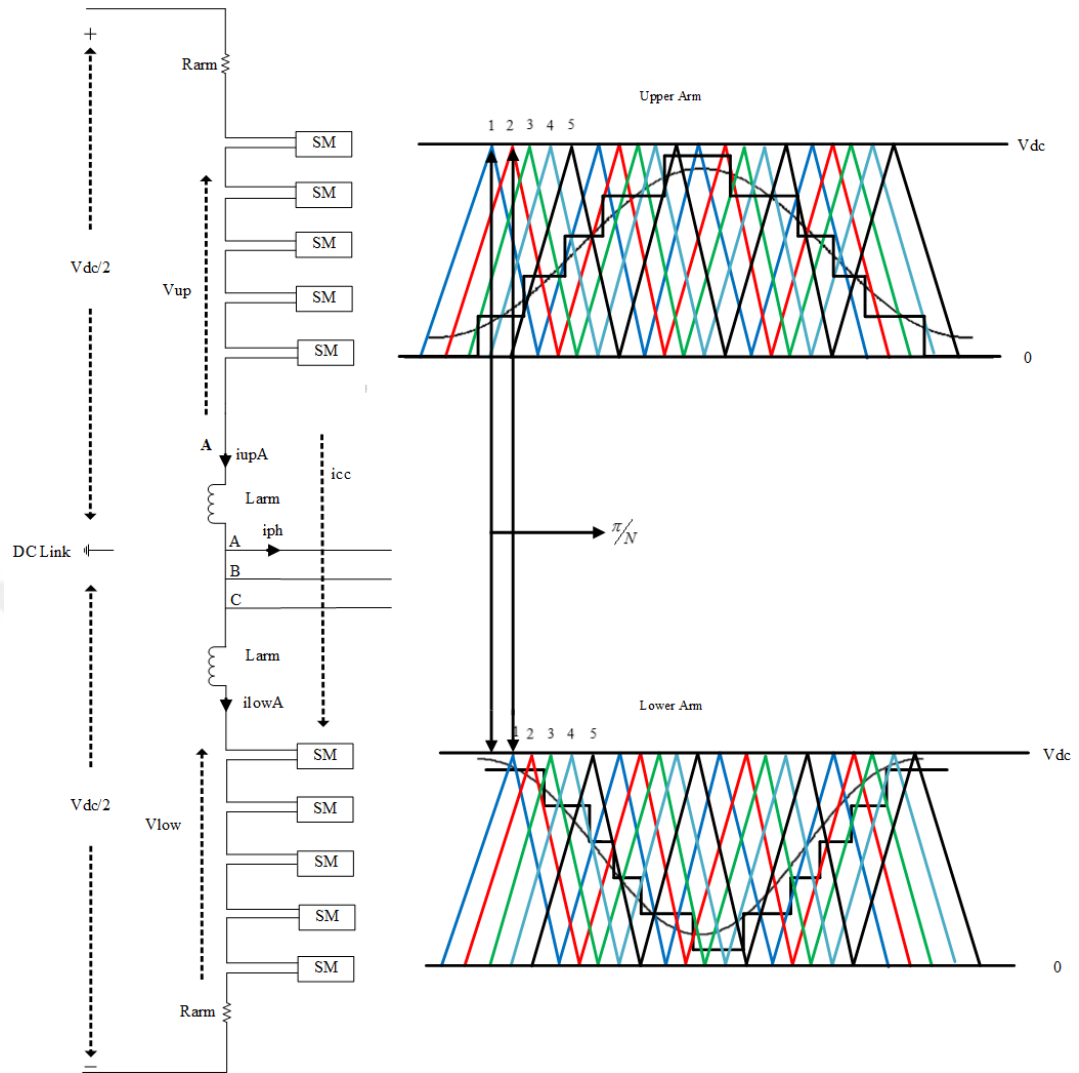 +
Rarm
Upper Arm
1 2 3 4 5
SM
Vdc
SM
SM
Vdc/2
Vup
SM
SM
0
A
iupA
icc
Larm
iph
π/N
DC Link
A
B
C
Larm
ilowA
Lower Arm
1 2 3 4 5
SM
Vdc
Vdc/2
SM
Vlow
SM
SM
SM
0
Rarm
−